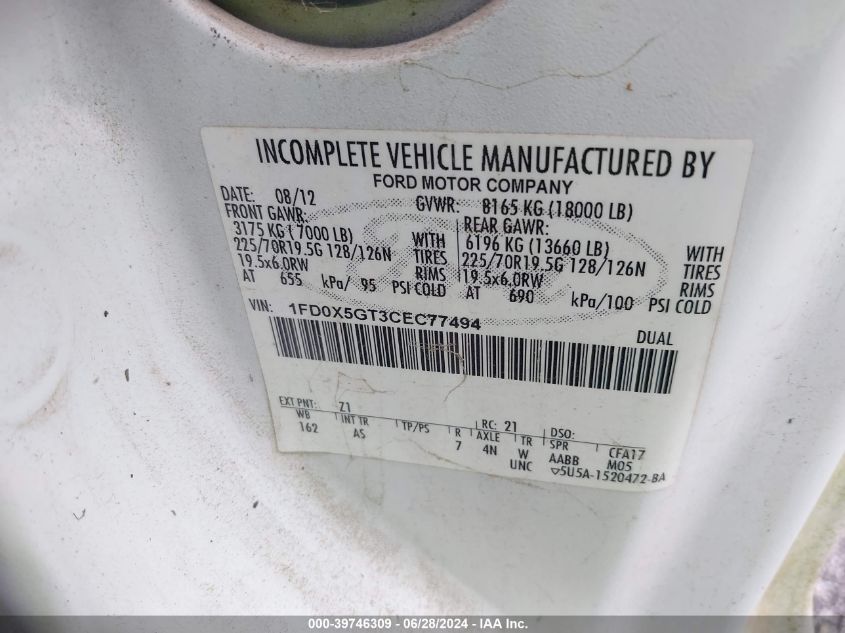 INCOMPLETE VEHICLE MANUFACTURED BY
FORD MOTOR COMPANY
DATE: 08/12 GVWR: 8165 KG (18000 LB)
FRONT GAWR: REAR GAWR:
3175 KG (7000 LB) WITH 6196 KG (13660 LB) WITH
225/70R19.5G 128/126N TIRES 225/70R19.5G 128/126N TIRES
19.5x6.0RW RIMS 19.5x6.0RW RIMS
AT 655 kPa/ 95 PSI COLD AT 690 kPa/100 PSI COLD
VIN: 1FD0X5GT3CEC77494 DUAL
EXT PNT: Z1 RC: 21 DSO:
WB INT TR TP/PS R AXLE TR SPR CFA17
162 AS 7 4N W AABB M05
UNC ▽5U5A-1520472-BA
000-39746309 | 06/28/2024 - IAA Inc.